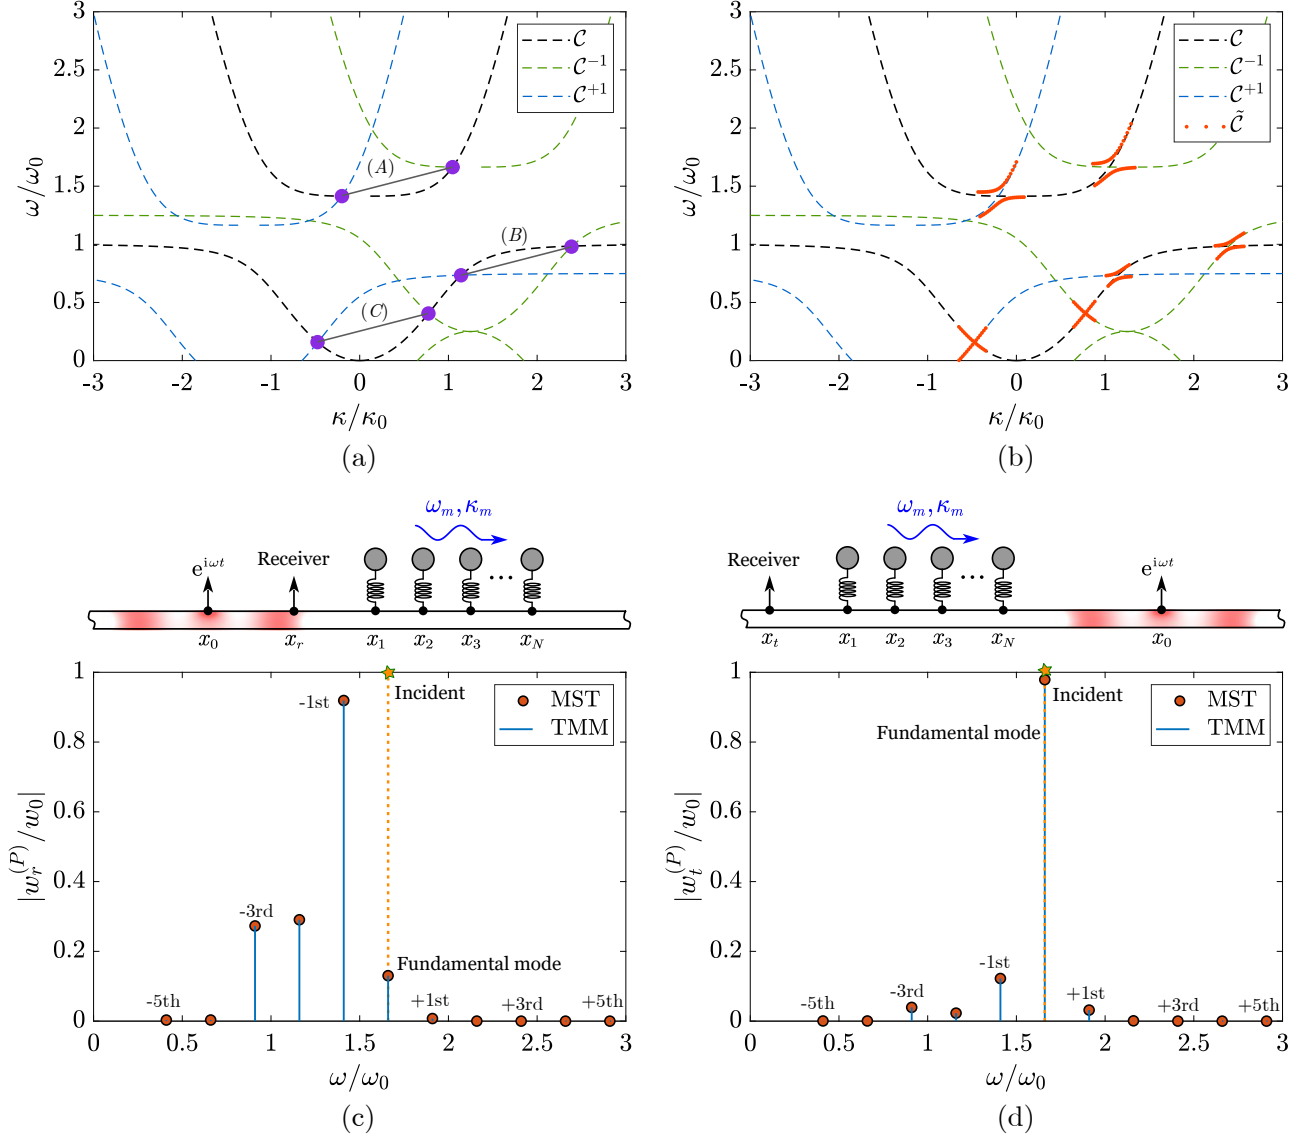 3
2.5
2
1.5
1
0.5
0
-3
-2
-1
0
1
2
3
ω/ω₀
κ/κ₀
C
C⁻¹
C⁺¹
(A)
(B)
(C)
(a)
3
2.5
2
1.5
1
0.5
0
-3
-2
-1
0
1
2
3
ω/ω₀
κ/κ₀
C
C⁻¹
C⁺¹
C̃
(b)
ωₘ, κₘ
e^{iωt}
Receiver
x₀
xᵣ
x₁
x₂
x₃
x_N
1
0.8
0.6
0.4
0.2
0
0
0.5
1
1.5
2
2.5
3
|wᵣ^{(P)}/w₀|
ω/ω₀
MST
TMM
Incident
-1st
-3rd
Fundamental mode
-5th
+1st
+3rd
+5th
(c)
ωₘ, κₘ
Receiver
e^{iωt}
xₜ
x₁
x₂
x₃
x_N
x₀
1
0.8
0.6
0.4
0.2
0
0
0.5
1
1.5
2
2.5
3
|wₜ^{(P)}/w₀|
ω/ω₀
MST
TMM
Incident
Fundamental mode
-1st
-3rd
-5th
+1st
+3rd
+5th
(d)